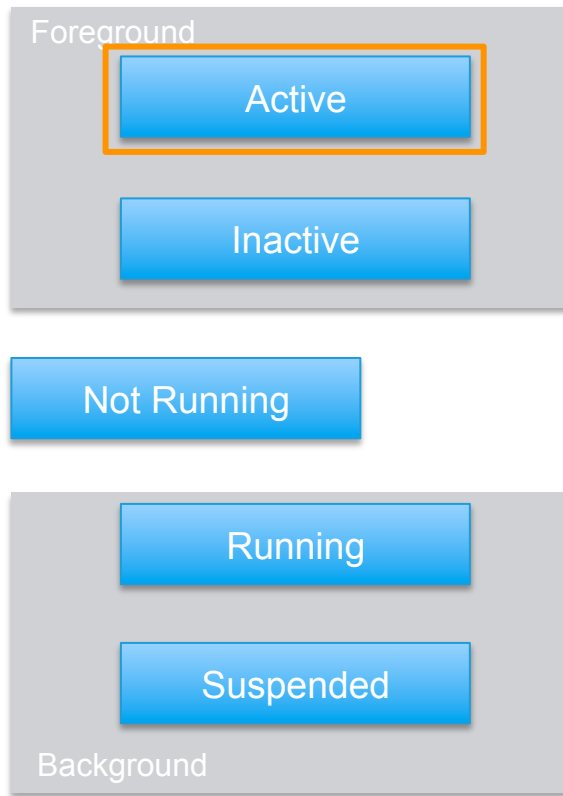 Foreground
Active
Inactive
Not Running
Running
Suspended
Background